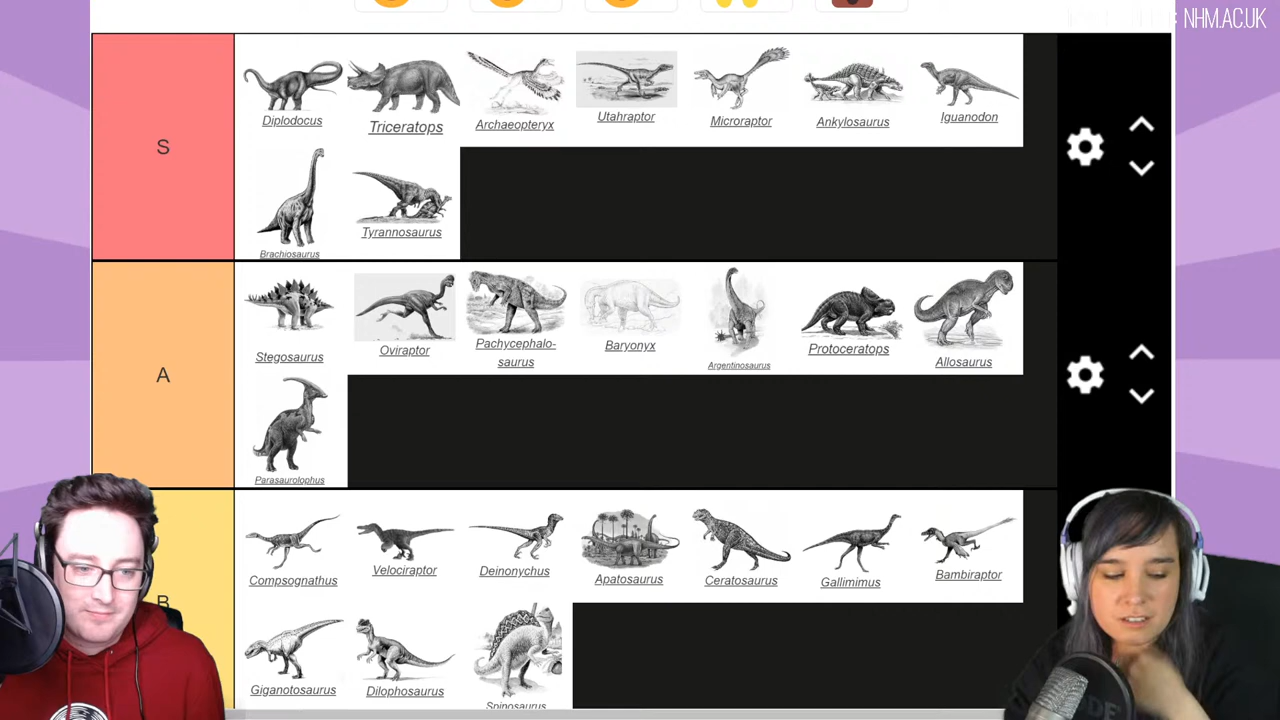 NHM.AC.UK
S
Diplodocus
Triceratops
Archaeopteryx
Utahraptor
Microraptor
Ankylosaurus
Iguanodon
Brachiosaurus
Tyrannosaurus
A
Stegosaurus
Oviraptor
Pachycephalo-
saurus
Baryonyx
Argentinosaurus
Protoceratops
Allosaurus
Parasaurolophus
B
Compsognathus
Velociraptor
Deinonychus
Apatosaurus
Ceratosaurus
Gallimimus
Bambiraptor
Giganotosaurus
Dilophosaurus
Spinosaurus